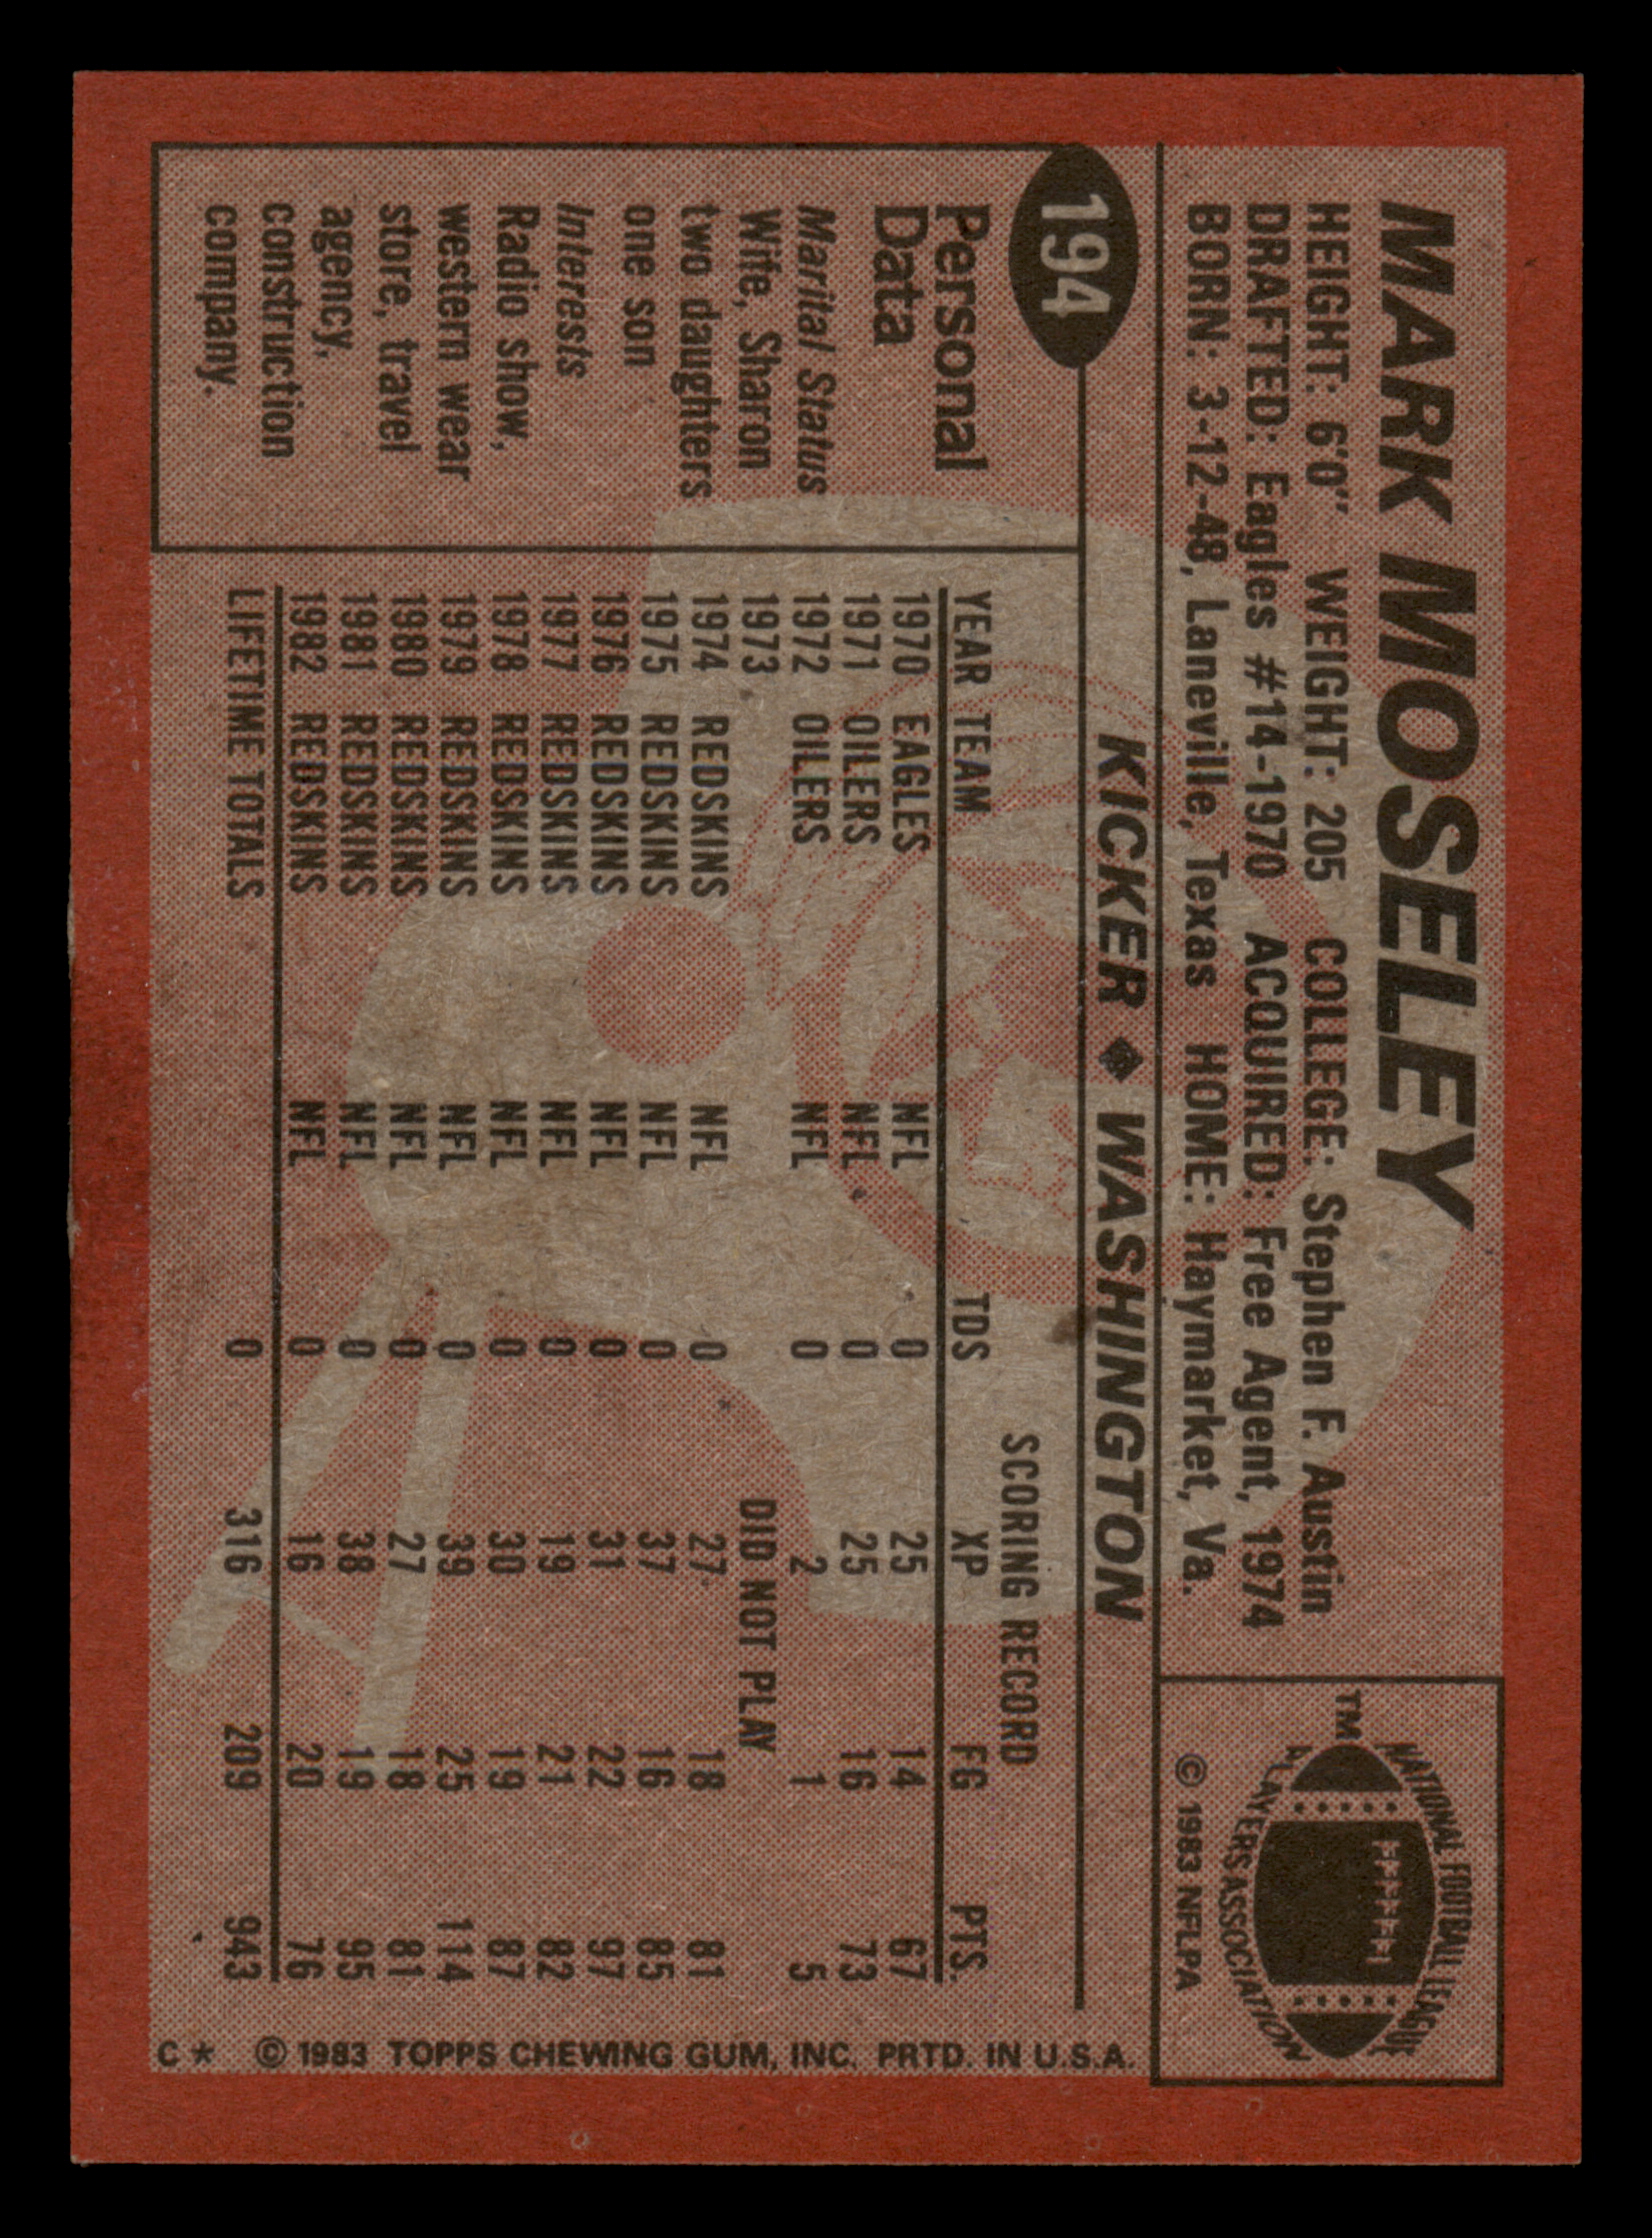 MARK MOSELEY
HEIGHT: 6'0" WEIGHT: 205 COLLEGE: Stephen F. Austin
DRAFTED: Eagles #14-1970 ACQUIRED: Free Agent, 1974
BORN: 3-12-48, Laneville, Texas HOME: Haymarket, Va.
TM
NATIONAL FOOTBALL LEAGUE
PLAYERS ASSOCIATION
© 1983 NFLPA
194
KICKER ◆ WASHINGTON
Personal
Data
Marital Status
Wife, Sharon
two daughters
one son
Interests
Radio show,
western wear
store, travel
agency,
construction
company.
SCORING RECORD
YEAR TEAM TDS XP FG PTS.
1970 EAGLES NFL 0 25 14 67
1971 OILERS NFL 0 25 16 73
1972 OILERS NFL 0 2 1 5
1973 DID NOT PLAY
1974 REDSKINS NFL 0 27 18 81
1975 REDSKINS NFL 0 37 16 85
1976 REDSKINS NFL 0 31 22 97
1977 REDSKINS NFL 0 19 21 82
1978 REDSKINS NFL 0 30 19 87
1979 REDSKINS NFL 0 39 25 114
1980 REDSKINS NFL 0 27 18 81
1981 REDSKINS NFL 0 38 19 95
1982 REDSKINS NFL 0 16 20 76
LIFETIME TOTALS 0 316 209 943
C* © 1983 TOPPS CHEWING GUM, INC. PRTD. IN U.S.A.